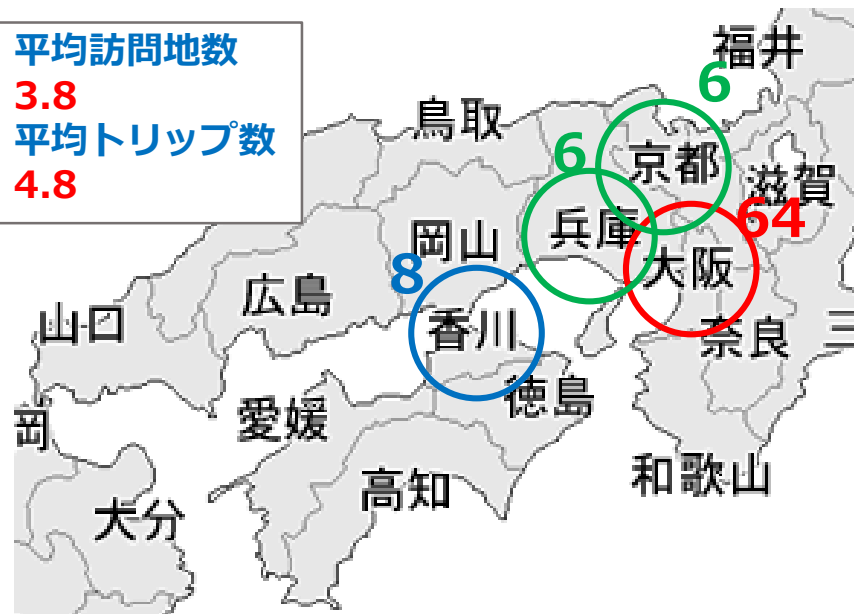 平均訪問地数
3.8
平均トリップ数
4.8
福井
6
鳥取
6
京都
滋賀
64
岡山
兵庫
8
大阪
広島
山口
香川
奈良
三
岡
愛媛
徳島
高知
和歌山
大分